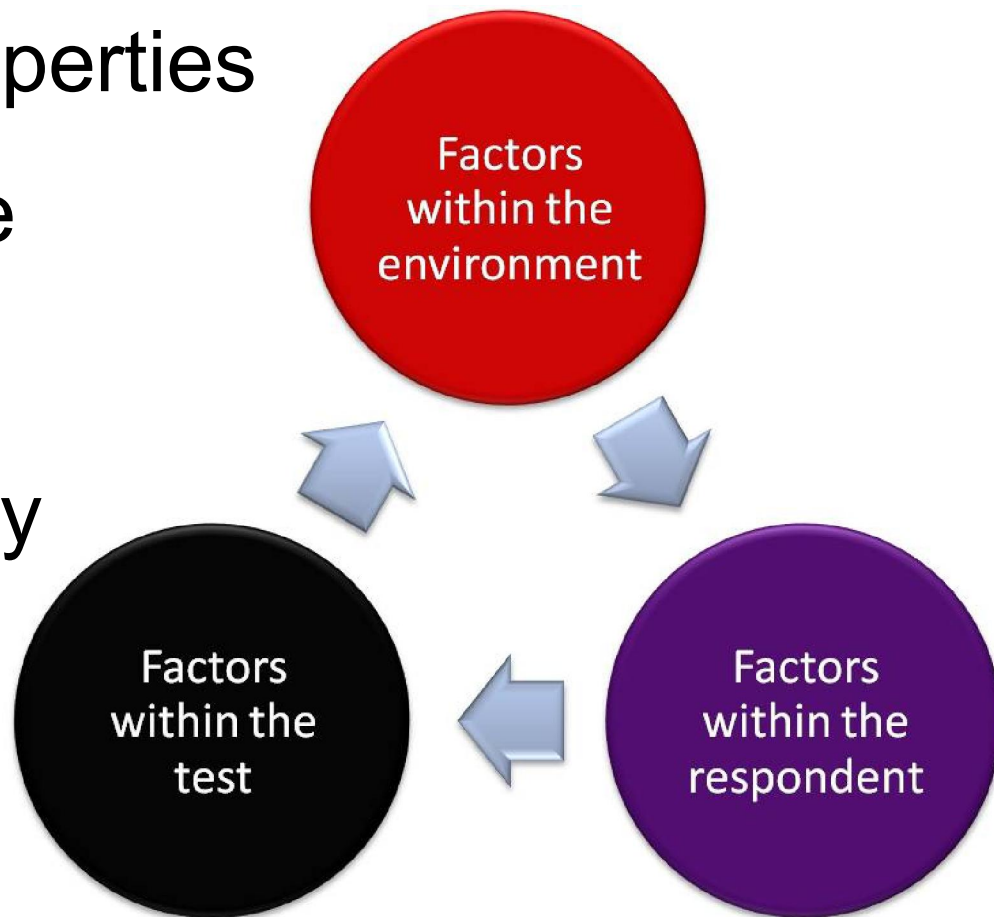 perties
e
y
Factors
within the
environment
Factors
within the
test
Factors
within the
respondent